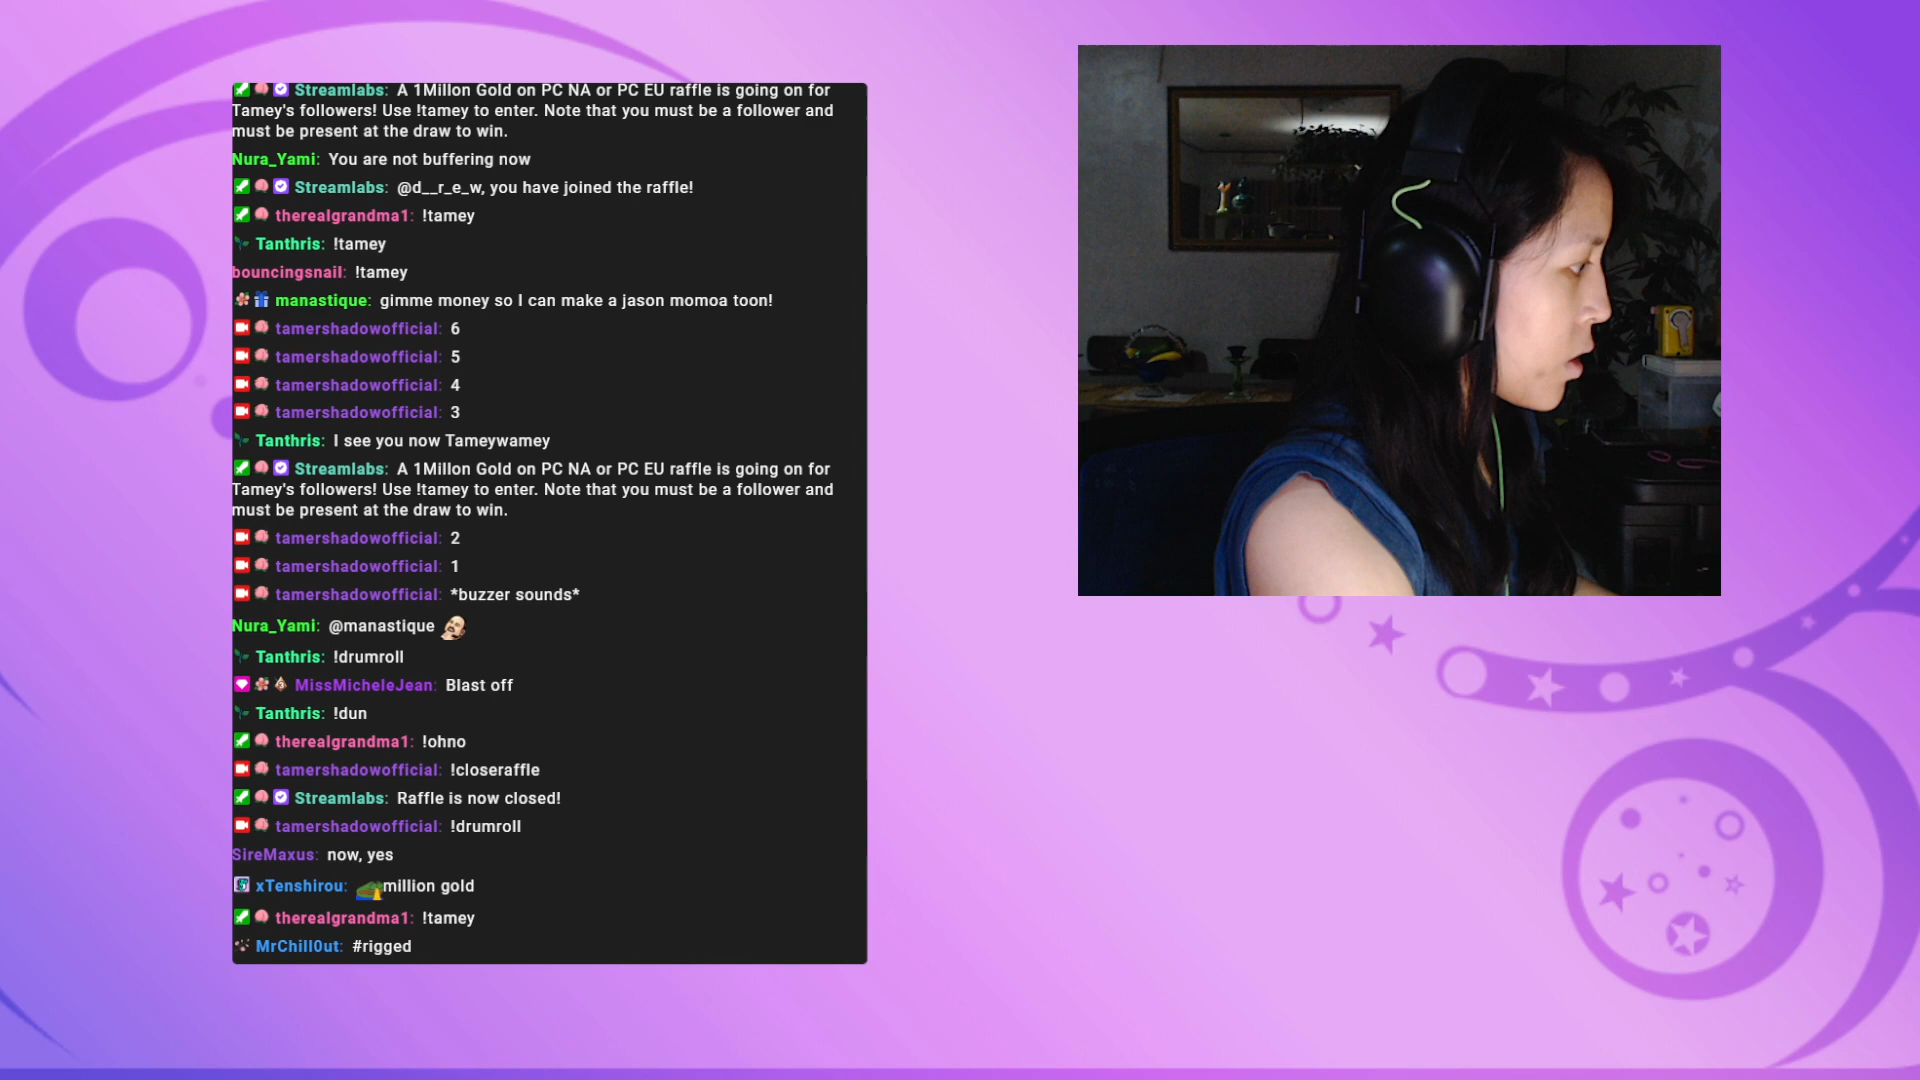 Streamlabs: A 1Millon Gold on PC NA or PC EU raffle is going on for
Tamey's followers! Use !tamey to enter. Note that you must be a follower and
must be present at the draw to win.
Nura_Yami: You are not buffering now
Streamlabs: @d__r_e_w, you have joined the raffle!
therealgrandma1: !tamey
Tanthris: !tamey
bouncingsnail: !tamey
manastique: gimme money so I can make a jason momoa toon!
tamershadowofficial: 6
tamershadowofficial: 5
tamershadowofficial: 4
tamershadowofficial: 3
Tanthris: I see you now Tameywamey
Streamlabs: A 1Millon Gold on PC NA or PC EU raffle is going on for
Tamey's followers! Use !tamey to enter. Note that you must be a follower and
must be present at the draw to win.
tamershadowofficial: 2
tamershadowofficial: 1
tamershadowofficial: *buzzer sounds*
Nura_Yami: @manastique
Tanthris: !drumroll
MissMicheleJean: Blast off
Tanthris: !dun
therealgrandma1: !ohno
tamershadowofficial: !closeraffle
Streamlabs: Raffle is now closed!
tamershadowofficial: !drumroll
SireMaxus: now, yes
xTenshirou: million gold
therealgrandma1: !tamey
MrChill0ut: #rigged